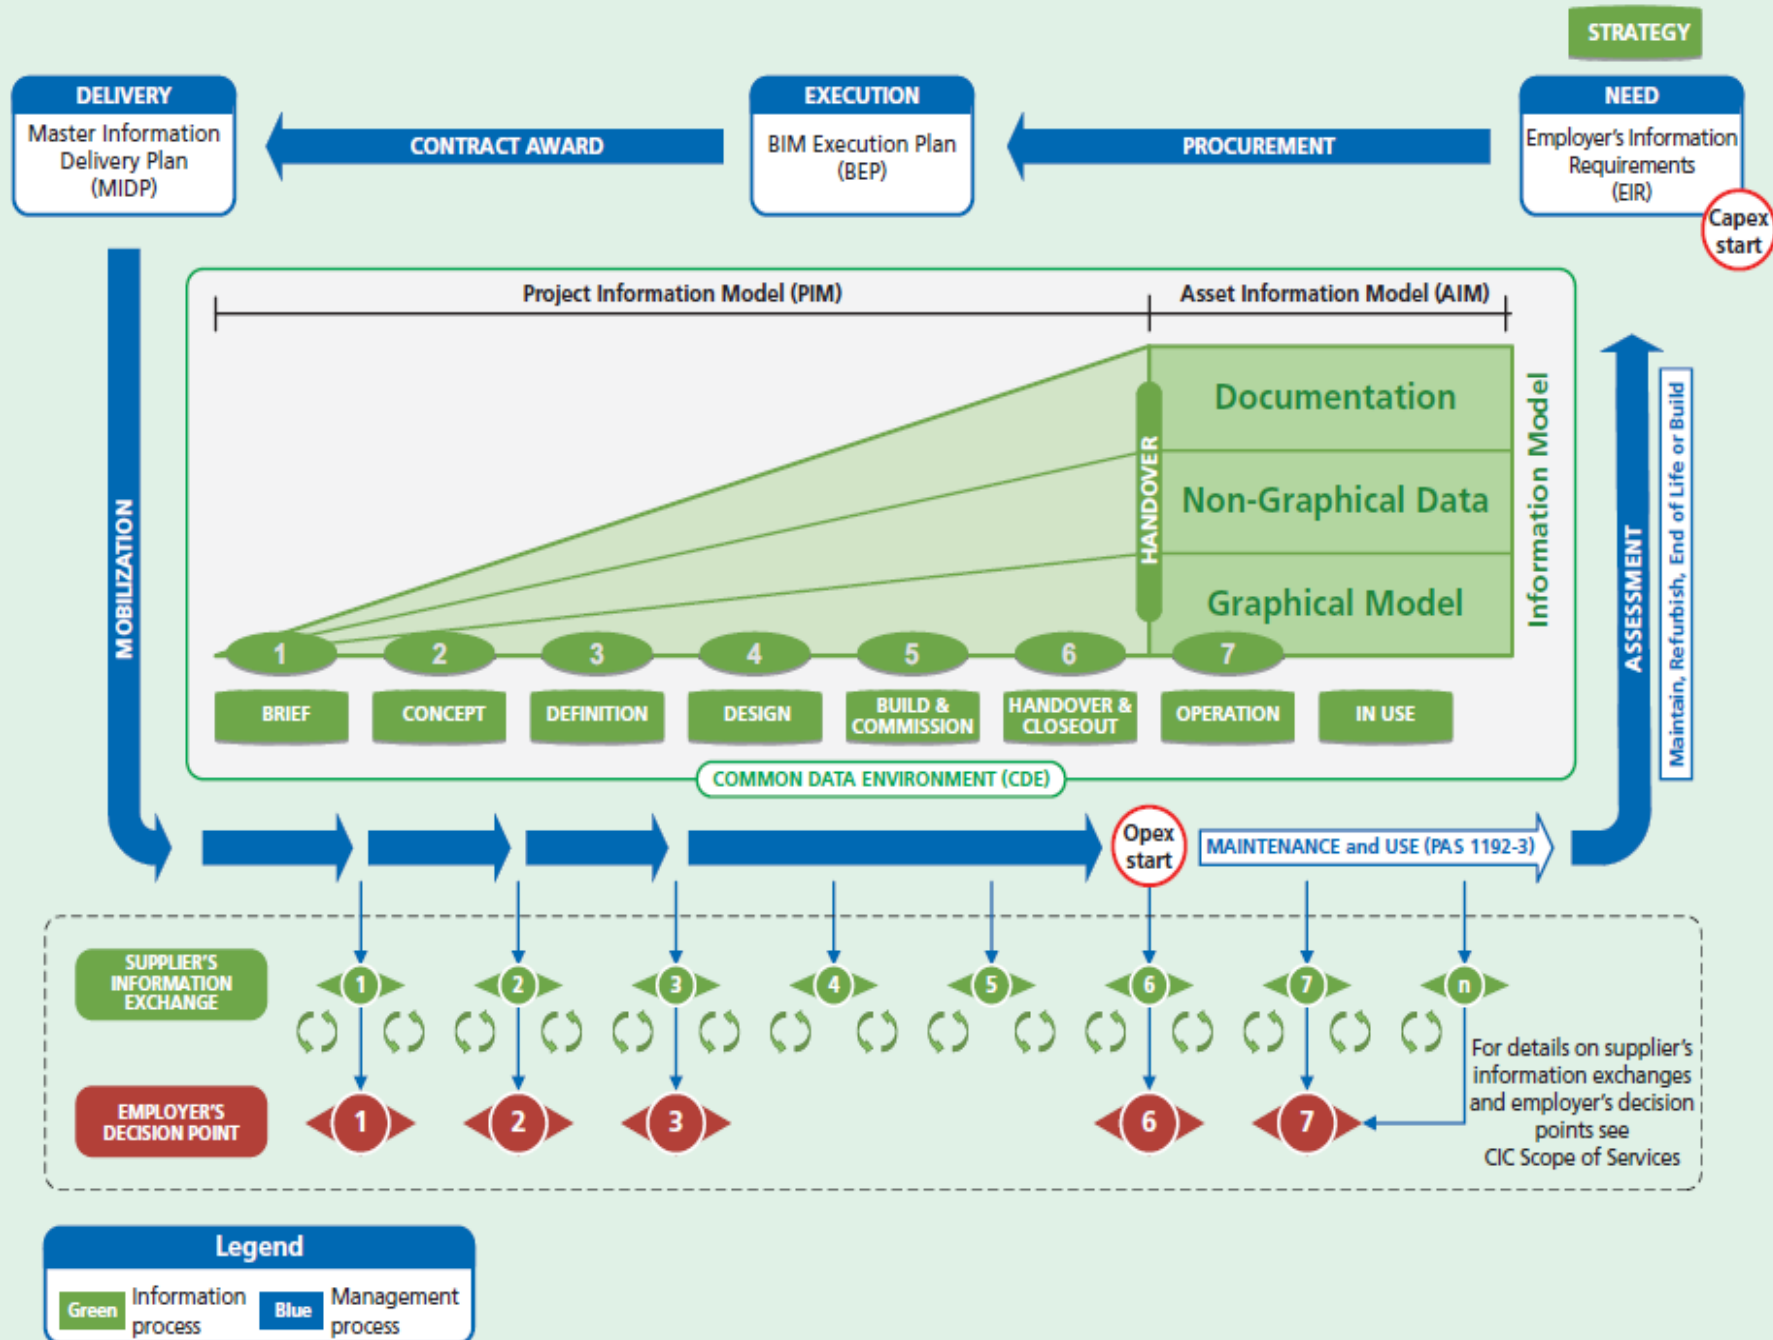 STRATEGY
DELIVERY
Master Information
Delivery Plan
(MIDP)
CONTRACT AWARD
EXECUTION
BIM Execution Plan
(BEP)
PROCUREMENT
NEED
Employer's Information
Requirements
(EIR)
Capex
start
MOBILIZATION
Project Information Model (PIM)
Asset Information Model (AIM)
Documentation
Non-Graphical Data
Graphical Model
HANDOVER
Information Model
ASSESSMENT
Maintain, Refurbish, End of Life or Build
1
2
3
4
5
6
7
BRIEF
CONCEPT
DEFINITION
DESIGN
BUILD &
COMMISSION
HANDOVER &
CLOSEOUT
OPERATION
IN USE
COMMON DATA ENVIRONMENT (CDE)
Opex
start
MAINTENANCE and USE (PAS 1192-3)
SUPPLIER'S
INFORMATION
EXCHANGE
1
2
3
4
5
6
7
n
EMPLOYER'S
DECISION POINT
1
2
3
6
7
For details on supplier's
information exchanges
and employer's decision
points see
CIC Scope of Services
Legend
Green
Information
process
Blue
Management
process